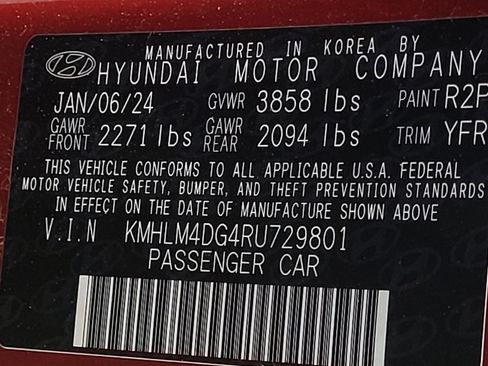 MANUFACTURED IN KOREA BY
HYUNDAI MOTOR COMPANY
JAN/06/24 GVWR 3858 lbs PAINT R2P
GAWR FRONT 2271 lbs GAWR REAR 2094 lbs TRIM YFR
THIS VEHICLE CONFORMS TO ALL APPLICABLE U.S.A. FEDERAL
MOTOR VEHICLE SAFETY, BUMPER, AND THEFT PREVENTION STANDARDS
IN EFFECT ON THE DATE OF MANUFACTURE SHOWN ABOVE
V.I.N KMHLM4DG4RU729801
PASSENGER CAR